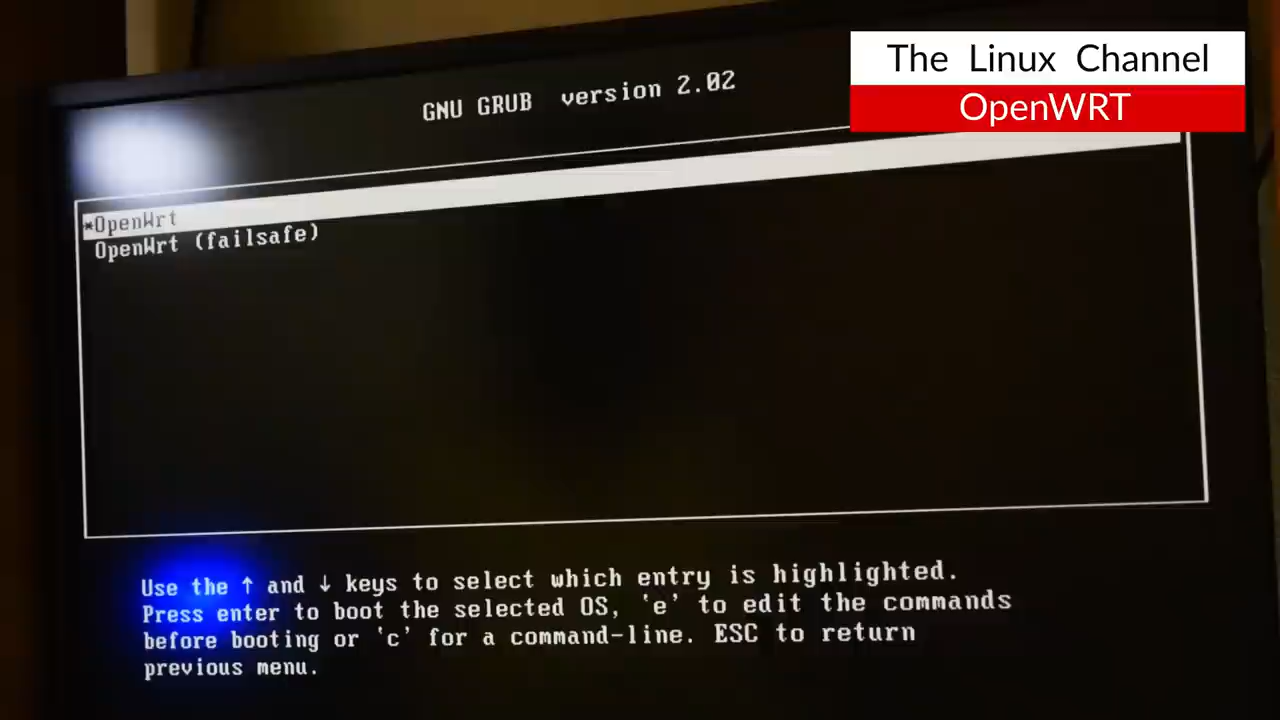 The Linux Channel
OpenWRT
GNU GRUB version 2.02
*OpenWrt
OpenWrt (failsafe)
Use the ↑ and ↓ keys to select which entry is highlighted.
Press enter to boot the selected OS, `e' to edit the commands
before booting or `c' for a command-line. ESC to return
previous menu.